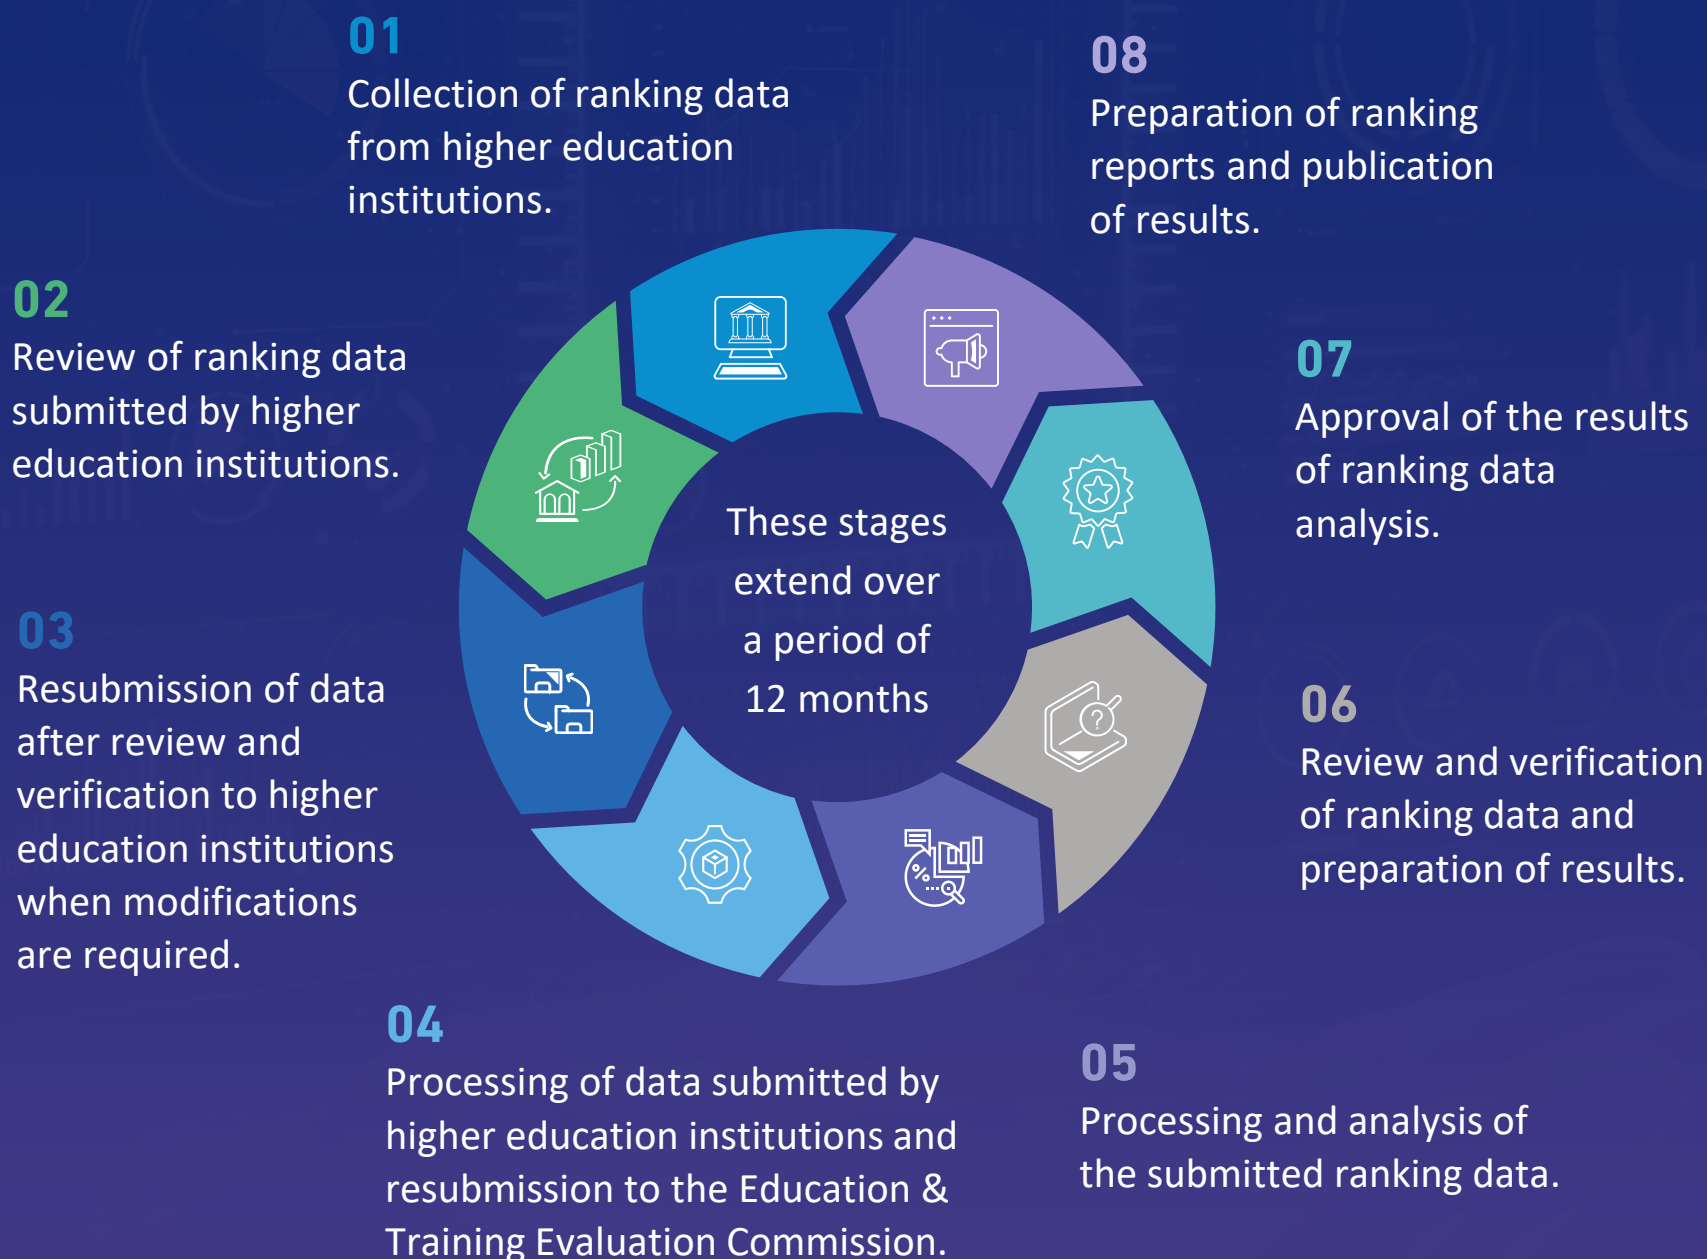 01
Collection of ranking data
from higher education
institutions.
02
Review of ranking data
submitted by higher
education institutions.
03
Resubmission of data
after review and
verification to higher
education institutions
when modifications
are required.
04
Processing of data submitted by
higher education institutions and
resubmission to the Education &
Training Evaluation Commission.
05
Processing and analysis of
the submitted ranking data.
06
Review and verification
of ranking data and
preparation of results.
07
Approval of the results
of ranking data
analysis.
08
Preparation of ranking
reports and publication
of results.
These stages
extend over
a period of
12 months
%
?